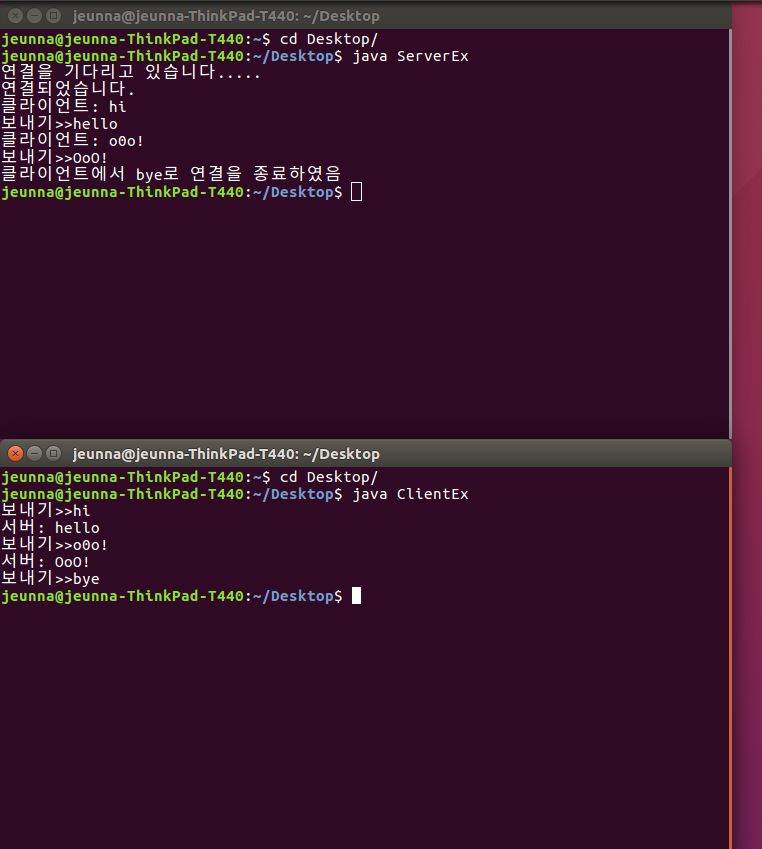 jeunna@jeunna-ThinkPad-T440: ~/Desktop
jeunna@jeunna-ThinkPad-T440:~$ cd Desktop/
jeunna@jeunna-ThinkPad-T440:~/Desktop$ java ServerEx
연결을 기다리고 있습니다.....
연결되었습니다.
클라이언트: hi
보내기>>hello
클라이언트: o0o!
보내기>>OoO!
클라이언트에서 bye로 연결을 종료하였음
jeunna@jeunna-ThinkPad-T440:~/Desktop$
jeunna@jeunna-ThinkPad-T440: ~/Desktop
jeunna@jeunna-ThinkPad-T440:~$ cd Desktop/
jeunna@jeunna-ThinkPad-T440:~/Desktop$ java ClientEx
보내기>>hi
서버: hello
보내기>>o0o!
서버: OoO!
보내기>>bye
jeunna@jeunna-ThinkPad-T440:~/Desktop$